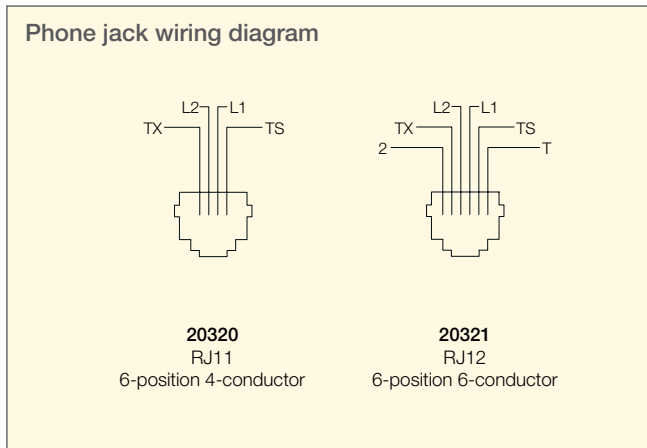 Phone jack wiring diagram
L2 L1
TX TS
L2 L1
TX TS
2 T
20320
RJ11
6-position 4-conductor
20321
RJ12
6-position 6-conductor